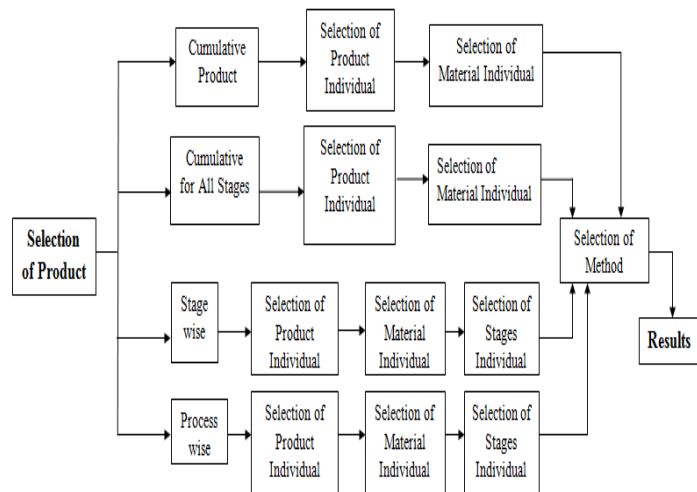 Cumulative
Product
Selection of
Product
Individual
Selection of
Material Individual
Cumulative
for All Stages
Selection of
Product
Individual
Selection of
Material Individual
Selection
of Product
Selection of
Method
Stage
wise
Selection of
Product
Individual
Selection of
Material
Individual
Selection of
Stages
Individual
Results
Process
wise
Selection of
Product
Individual
Selection of
Material
Individual
Selection of
Stages
Individual